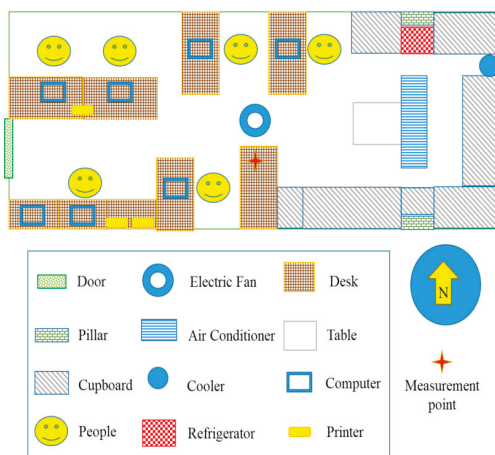 Door
Electric Fan
Desk
N
Pillar
Air Conditioner
Table
Cupboard
Cooler
Computer
Measurement
point
People
Refrigerator
Printer